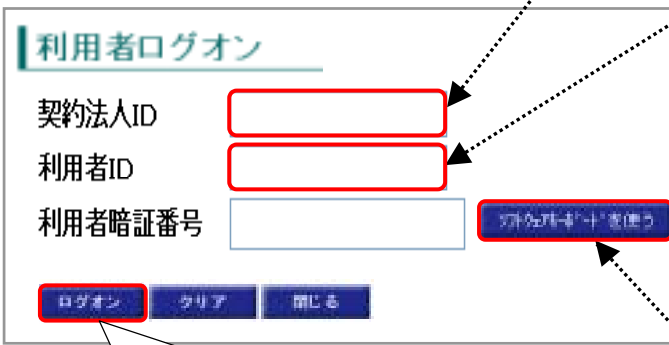 利用者ログオン
契約法人ID
利用者ID
利用者暗証番号
ｿﾌﾄｳｪｱｷｰﾎﾞｰﾄﾞを使う
ログオン
クリア
閉じる